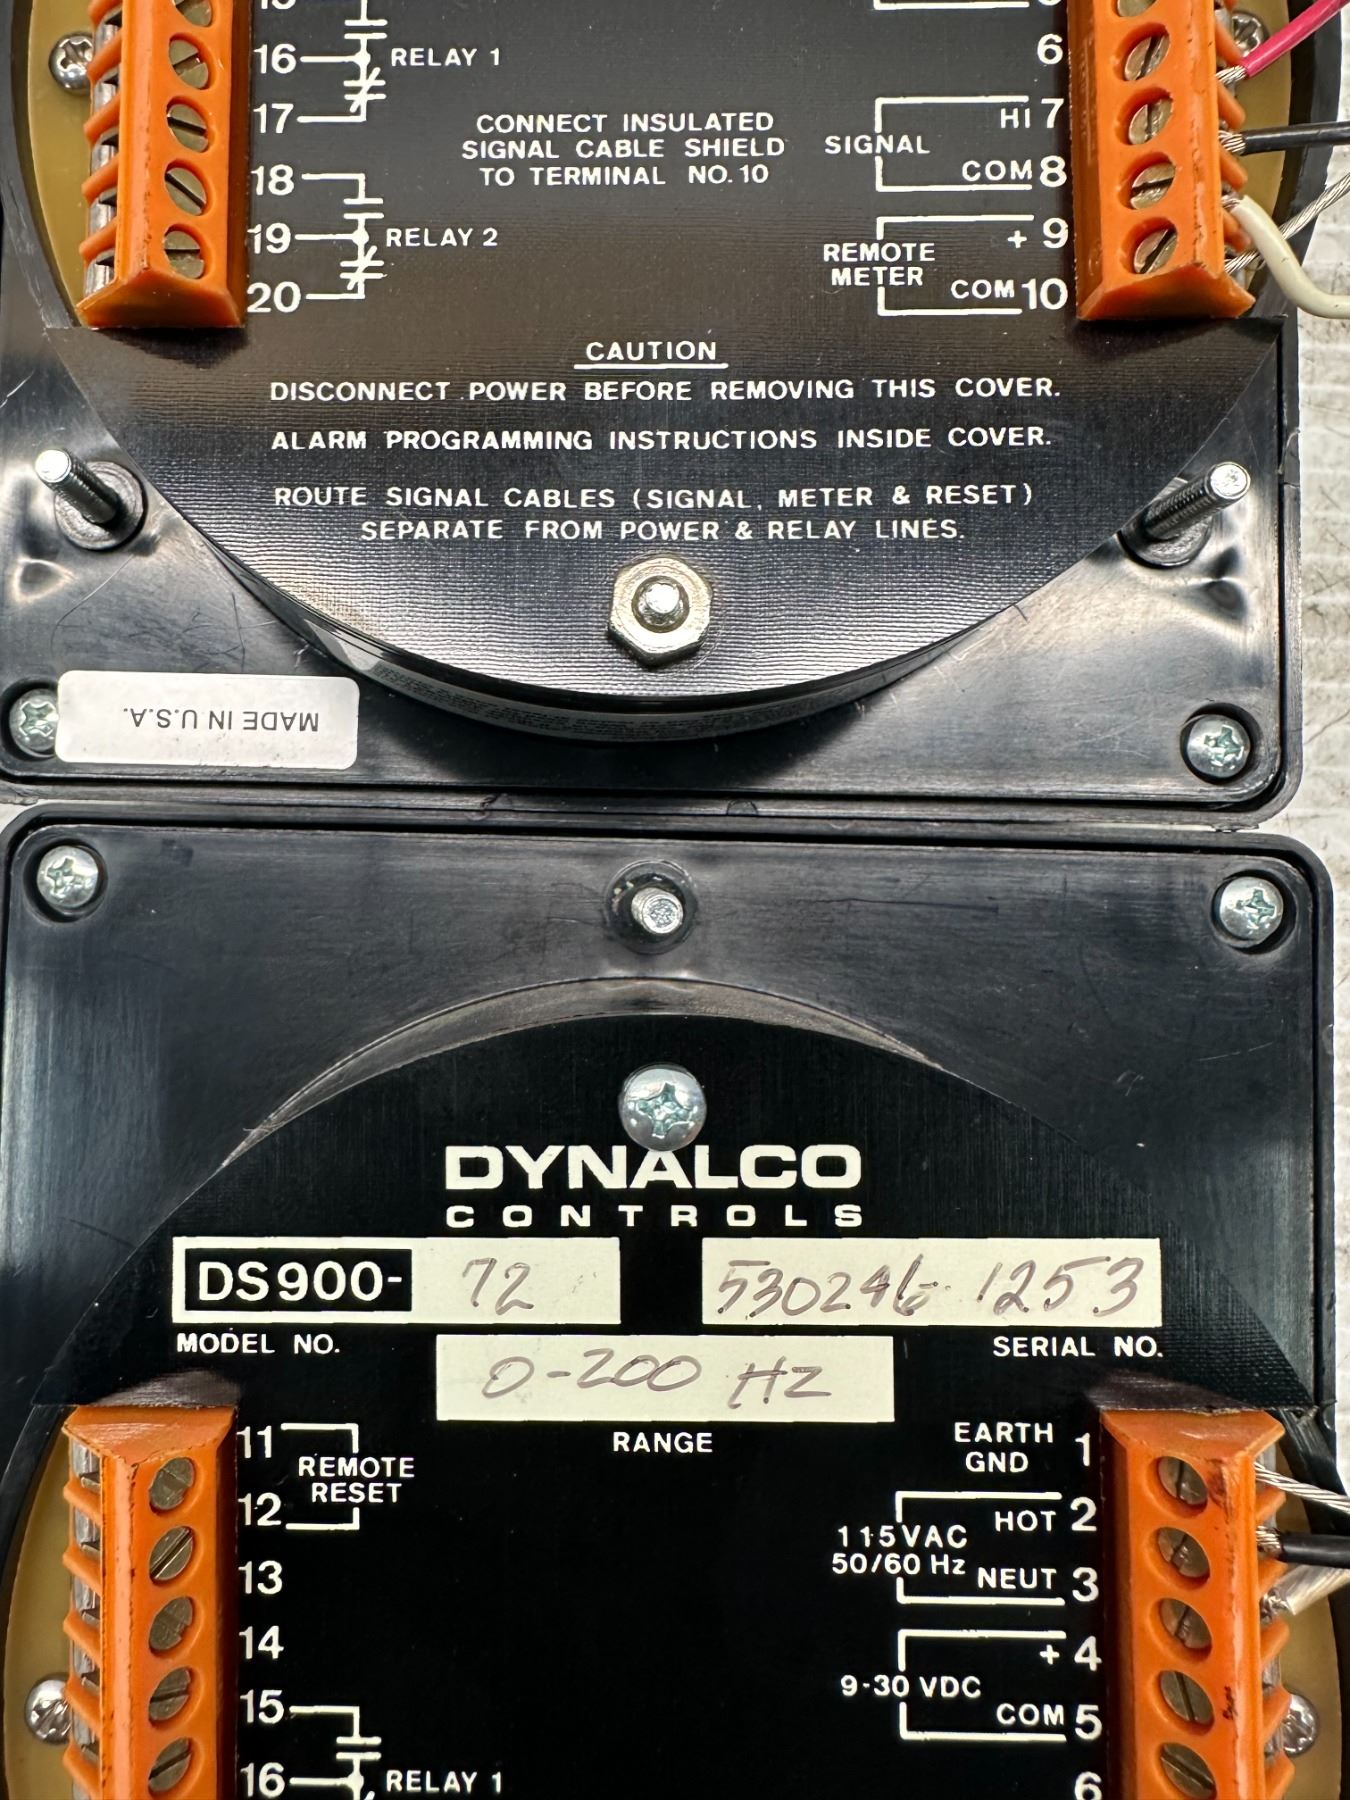 16 RELAY 1
17
18
19 RELAY 2
20
CONNECT INSULATED
SIGNAL CABLE SHIELD
TO TERMINAL NO. 10
6
HI 7
SIGNAL
COM 8
+ 9
REMOTE
METER
COM 10
CAUTION
DISCONNECT POWER BEFORE REMOVING THIS COVER.
ALARM PROGRAMMING INSTRUCTIONS INSIDE COVER.
ROUTE SIGNAL CABLES (SIGNAL, METER & RESET)
SEPARATE FROM POWER & RELAY LINES.
MADE IN U.S.A.
DYNALCO
CONTROLS
DS900- 72
530246-1253
MODEL NO.
SERIAL NO.
0-200 HZ
RANGE
11
REMOTE
RESET
12
13
14
15
16 RELAY 1
EARTH
GND 1
HOT 2
115VAC
50/60 Hz
NEUT 3
+ 4
9-30 VDC
COM 5
6